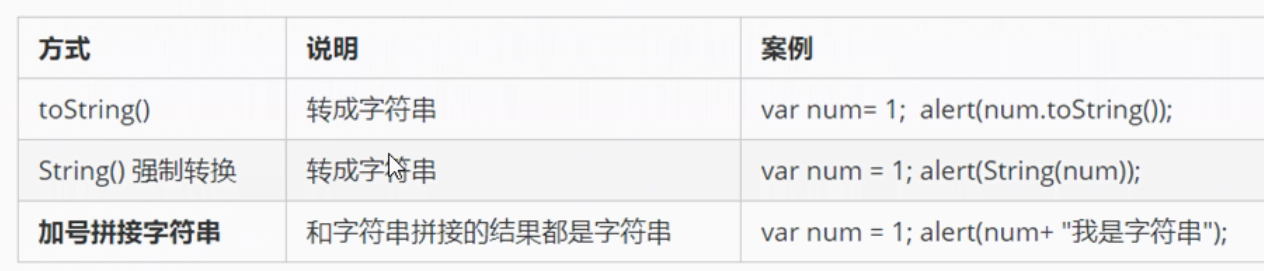 方式 说明 案例
toString() 转成字符串 var num= 1;  alert(num.toString());
String() 强制转换 转成字符串 var num = 1; alert(String(num));
加号拼接字符串 和字符串拼接的结果都是字符串 var num = 1; alert(num+ "我是字符串");